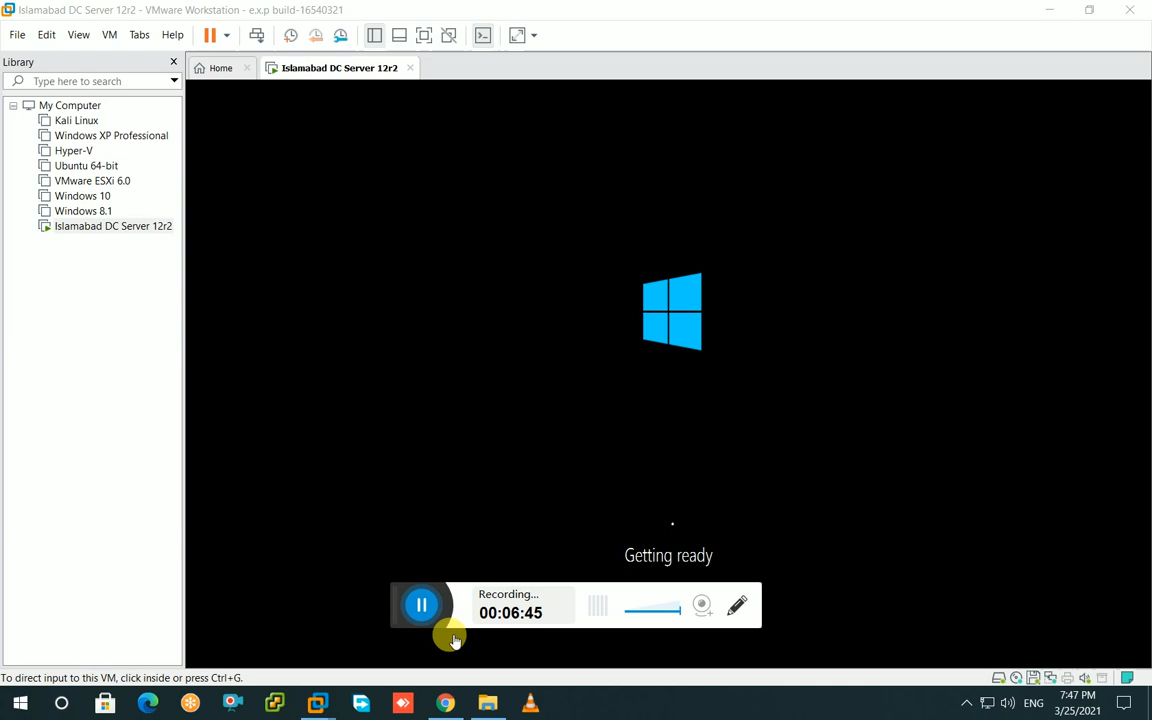 Islamabad DC Server 12r2 - VMware Workstation - e.x.p build-16540321
File Edit View VM Tabs Help
Library
Home
Islamabad DC Server 12r2
Type here to search
My Computer
Kali Linux
Windows XP Professional
Hyper-V
Ubuntu 64-bit
VMware ESXi 6.0
Windows 10
Windows 8.1
Islamabad DC Server 12r2
Getting ready
Recording...
00:06:45
To direct input to this VM, click inside or press Ctrl+G.
ENG
7:47 PM
3/25/2021